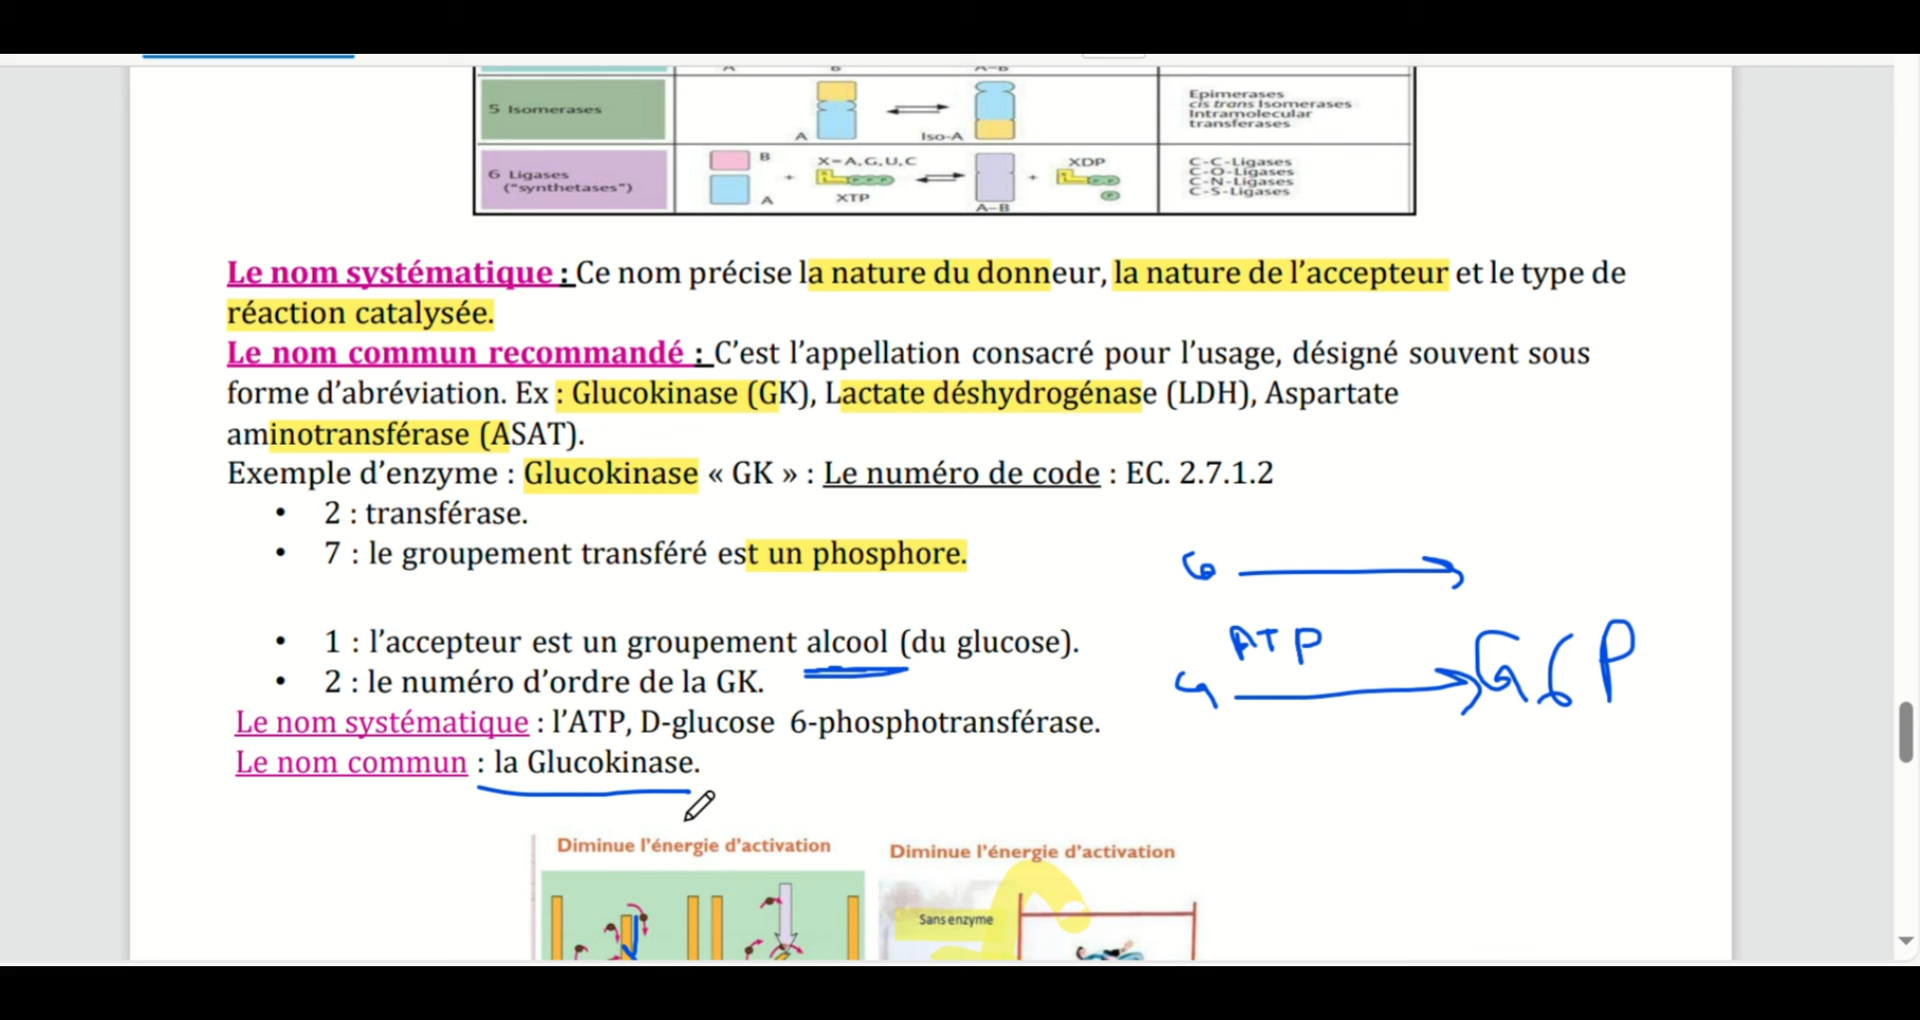 A B A-B
5 Isomerases
A
Iso-A
Epimerases
cis trans Isomerases
Intramolecular
transferases
6 Ligases
("synthetases")
B
A
+
X=A,G,U,C
XTP
A-B
+
XDP
C-C-Ligases
C-O-Ligases
C-N-Ligases
C-S-Ligases
Le nom systématique : Ce nom précise la nature du donneur, la nature de l’accepteur et le type de
réaction catalysée.
Le nom commun recommandé : C’est l’appellation consacré pour l’usage, désigné souvent sous
forme d’abréviation. Ex : Glucokinase (GK), Lactate déshydrogénase (LDH), Aspartate
aminotransférase (ASAT).
Exemple d’enzyme : Glucokinase « GK » : Le numéro de code : EC. 2.7.1.2
• 2 : transférase.
• 7 : le groupement transféré est un phosphore.
G
• 1 : l’accepteur est un groupement alcool (du glucose).
ATP
• 2 : le numéro d’ordre de la GK.
G G6P
Le nom systématique : l’ATP, D-glucose 6-phosphotransférase.
Le nom commun : la Glucokinase.
Diminue l’énergie d’activation
Diminue l’énergie d’activation
Sans enzyme